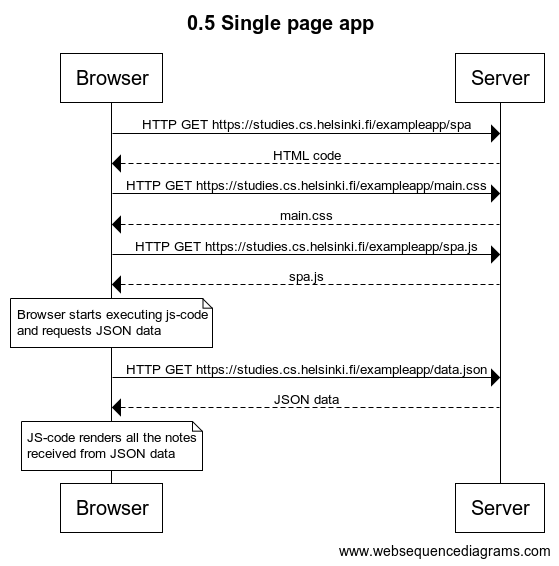 0.5 Single page app
Browser
Server
HTTP GET https://studies.cs.helsinki.fi/exampleapp/spa
HTML code
HTTP GET https://studies.cs.helsinki.fi/exampleapp/main.css
main.css
HTTP GET https://studies.cs.helsinki.fi/exampleapp/spa.js
spa.js
Browser starts executing js-code
and requests JSON data
HTTP GET https://studies.cs.helsinki.fi/exampleapp/data.json
JSON data
JS-code renders all the notes
received from JSON data
Browser
Server
www.websequencediagrams.com